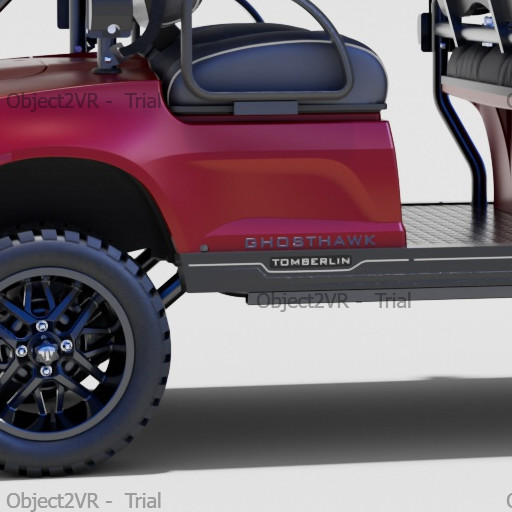 Object2VR - Trial
GHOSTHAWK
TOMBERLIN
Object2VR - Trial
Object2VR - Trial